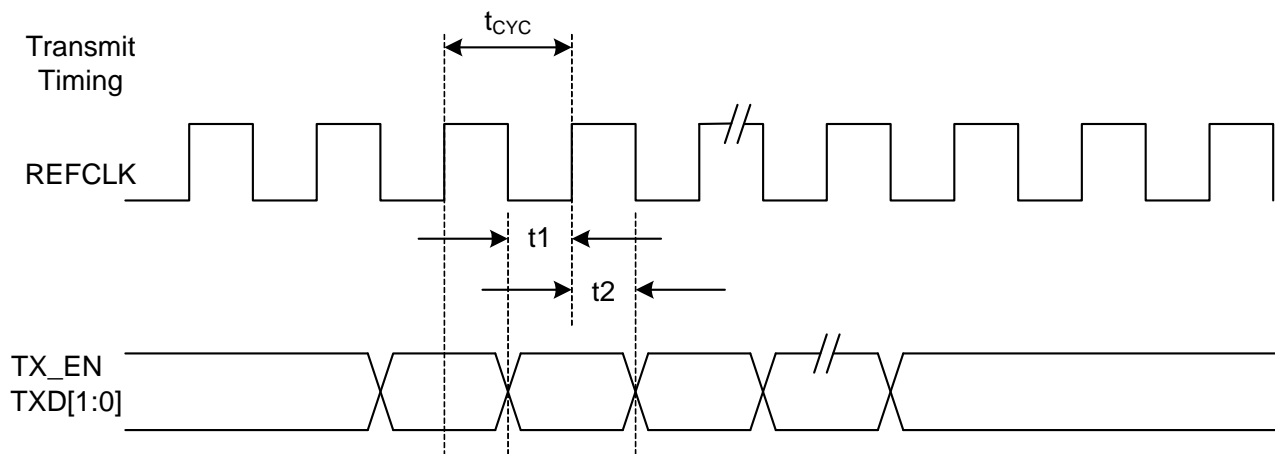 Transmit
Timing
tCYC
REFCLK
t1
t2
TX_EN
TXD[1:0]